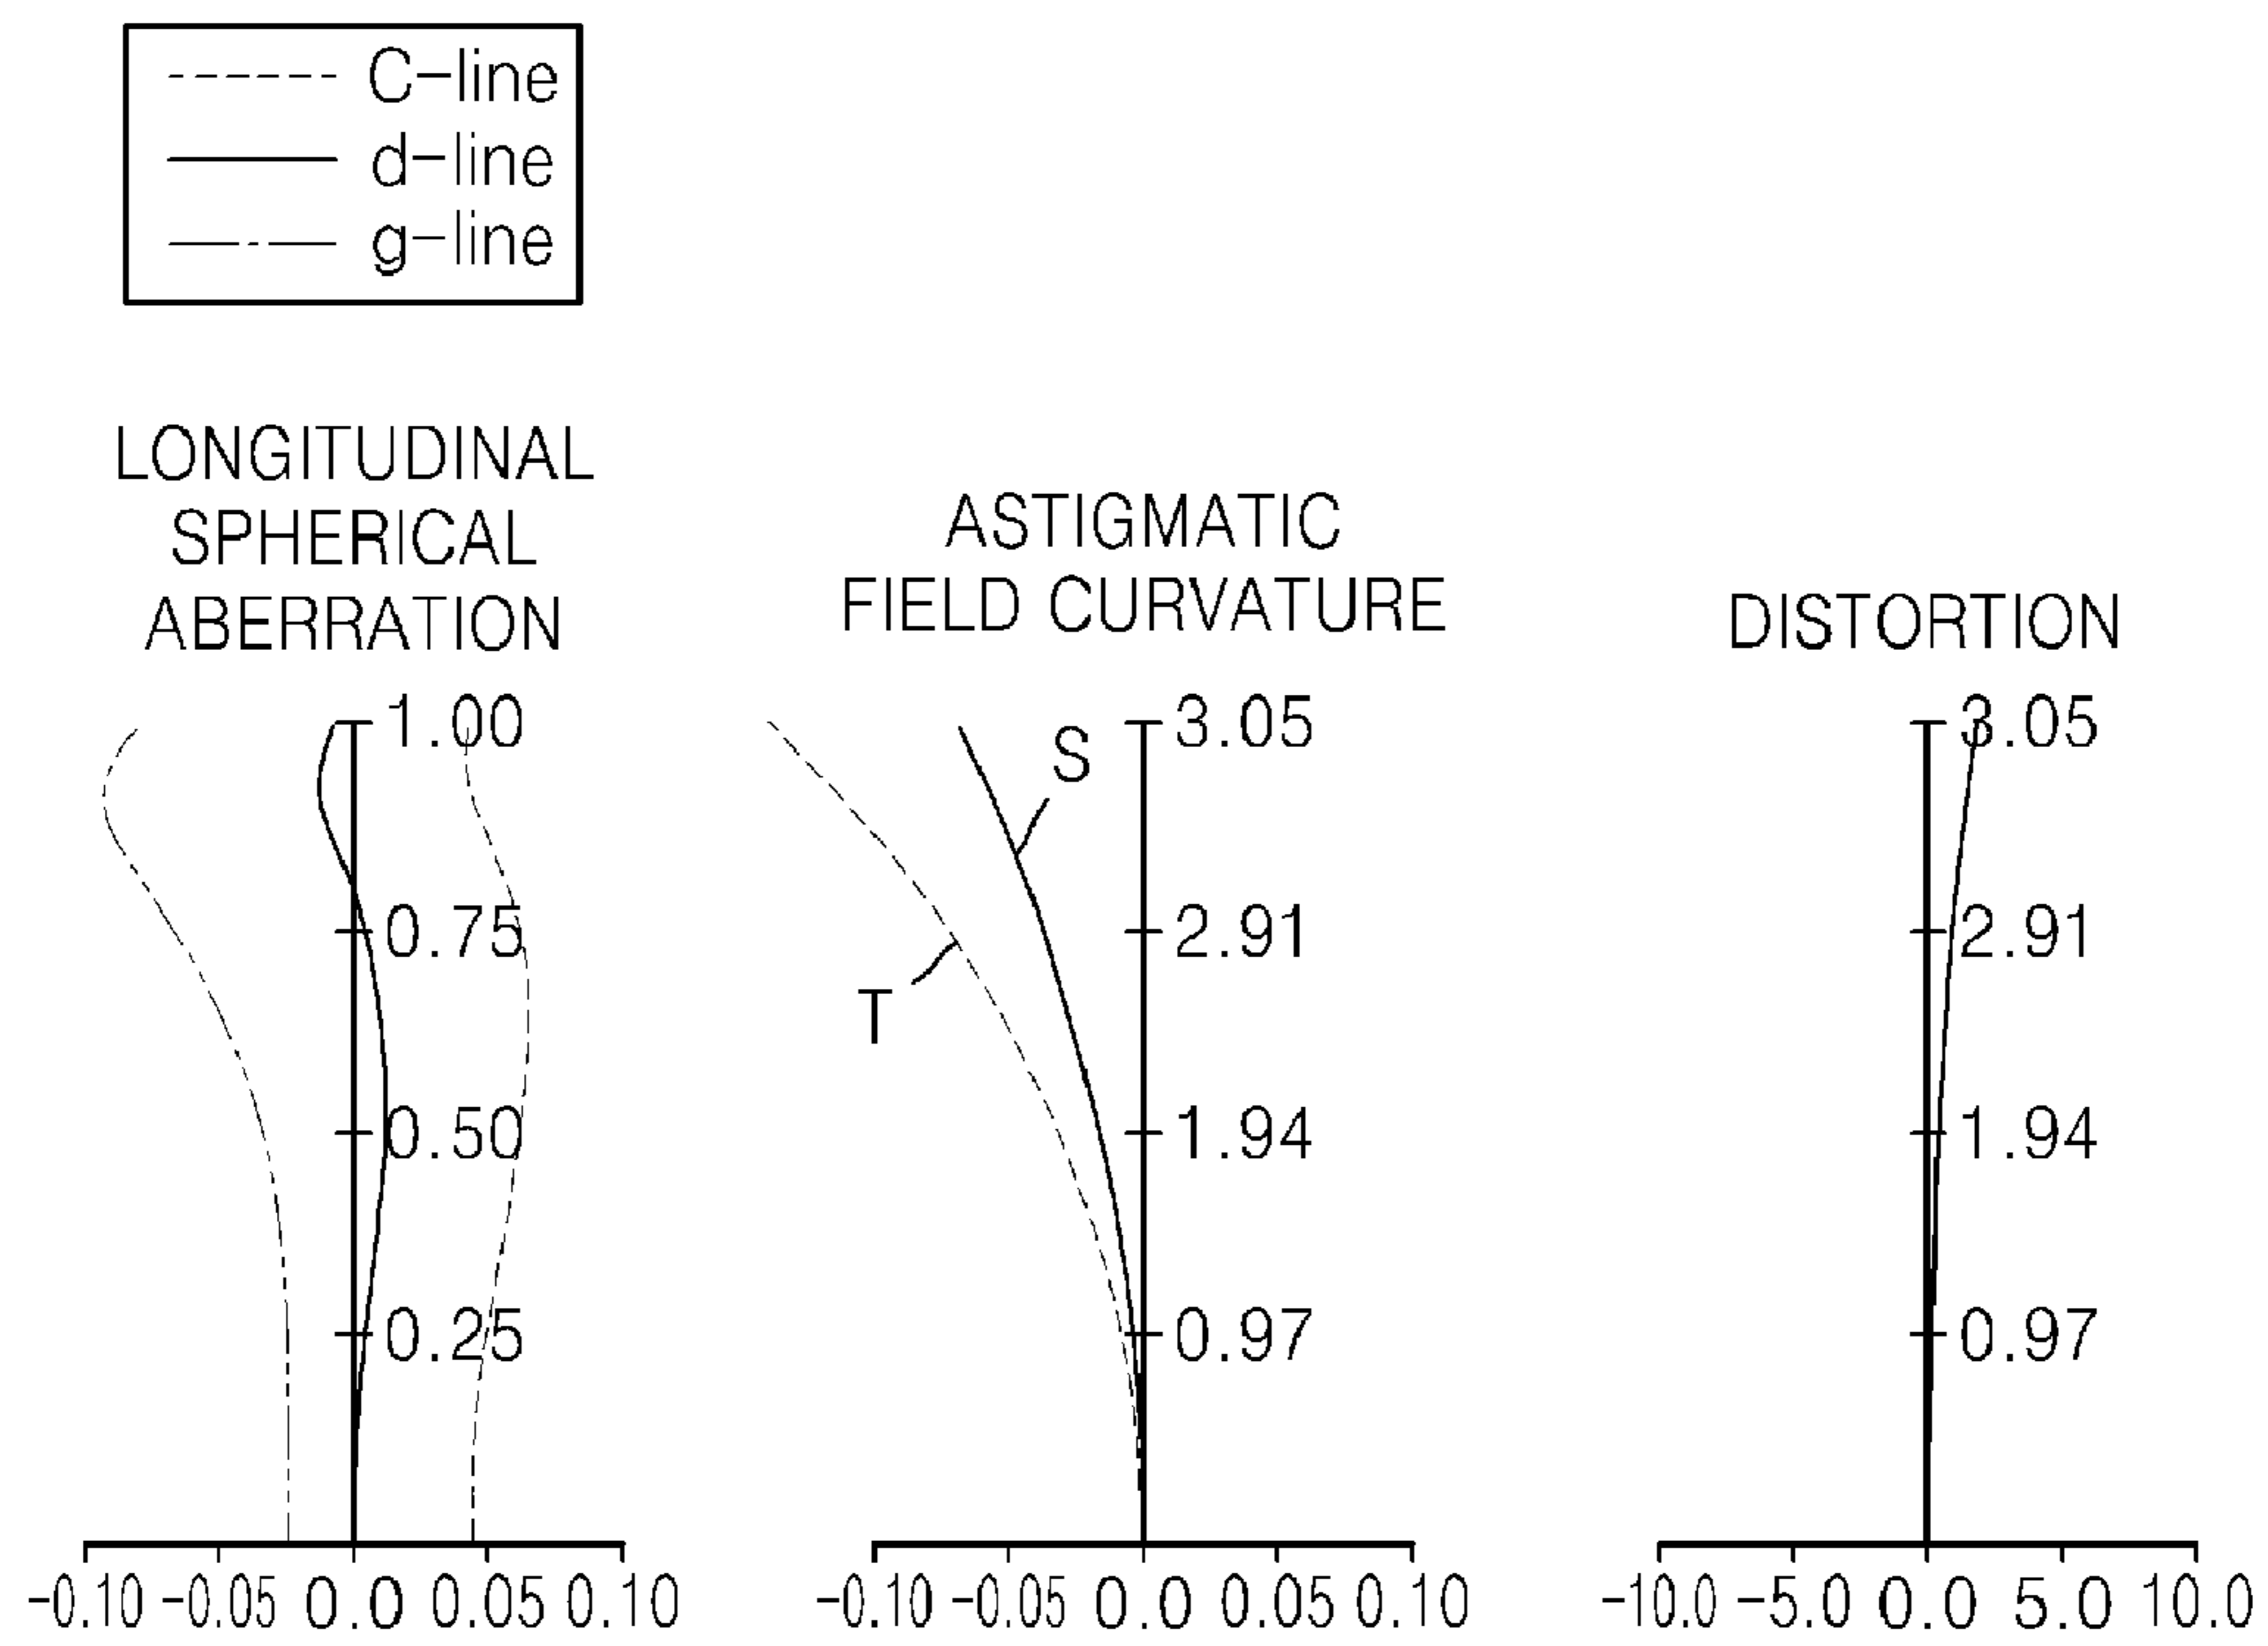 C-line
d-line
g-line
LONGITUDINAL
SPHERICAL
ABERRATION
1.00
0.75
0.50
0.25
-0.10 -0.05 0.0 0.05 0.10
ASTIGMATIC
FIELD CURVATURE
3.05
S
2.91
T
1.94
0.97
-0.10 -0.05 0.0 0.05 0.10
DISTORTION
3.05
2.91
1.94
0.97
-10.0 -5.0 0.0 5.0 10.0